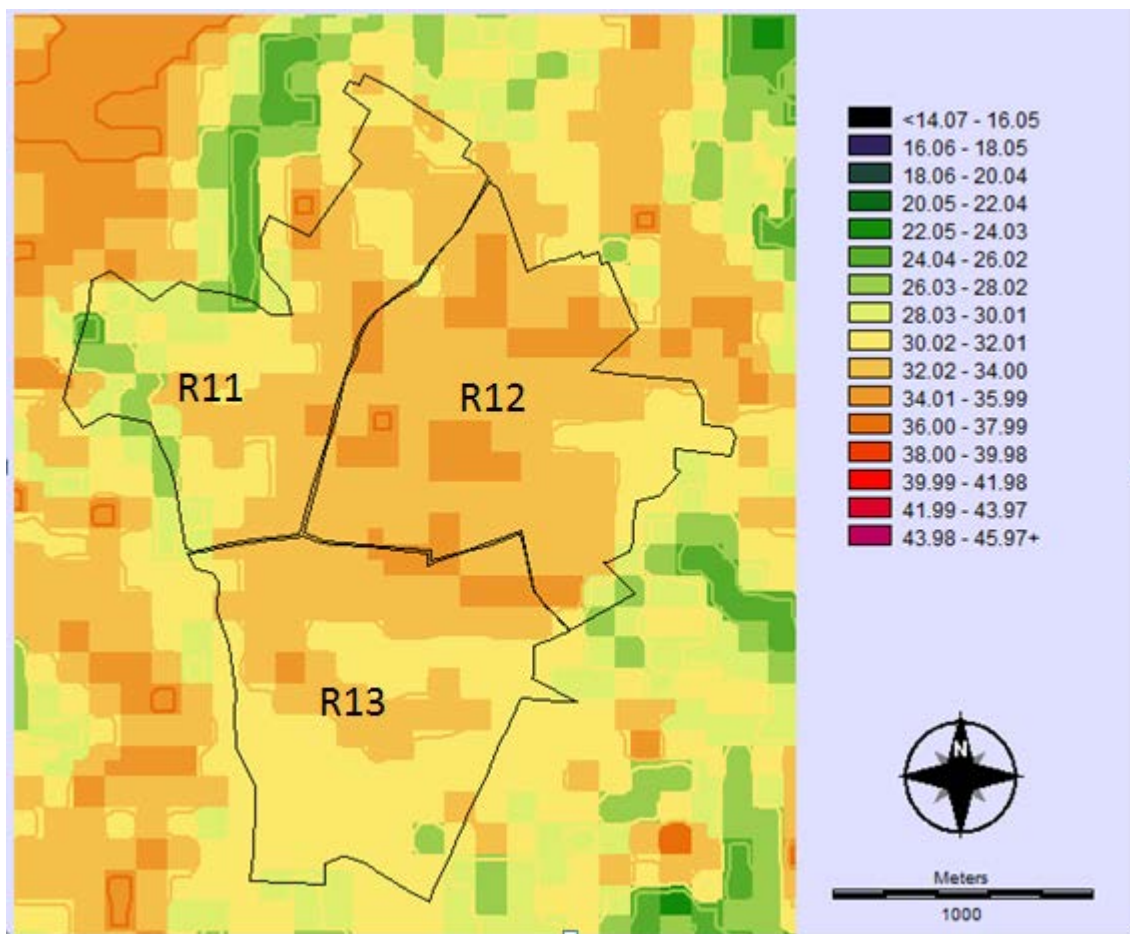 R11
R12
R13
<14.07 - 16.05
16.06 - 18.05
18.06 - 20.04
20.05 - 22.04
22.05 - 24.03
24.04 - 26.02
26.03 - 28.02
28.03 - 30.01
30.02 - 32.01
32.02 - 34.00
34.01 - 35.99
36.00 - 37.99
38.00 - 39.98
39.99 - 41.98
41.99 - 43.97
43.98 - 45.97+
N
Meters
1000